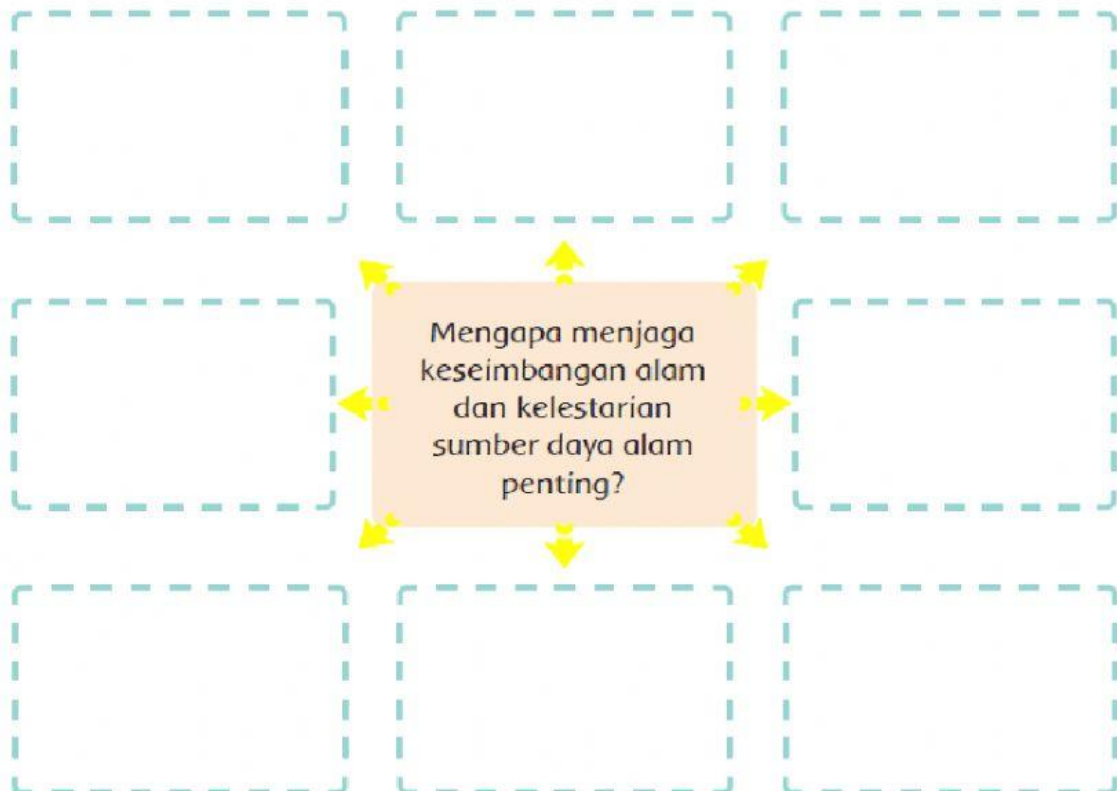 Mengapa menjaga
keseimbangan alam
dan kelestarian
sumber daya alam
penting?